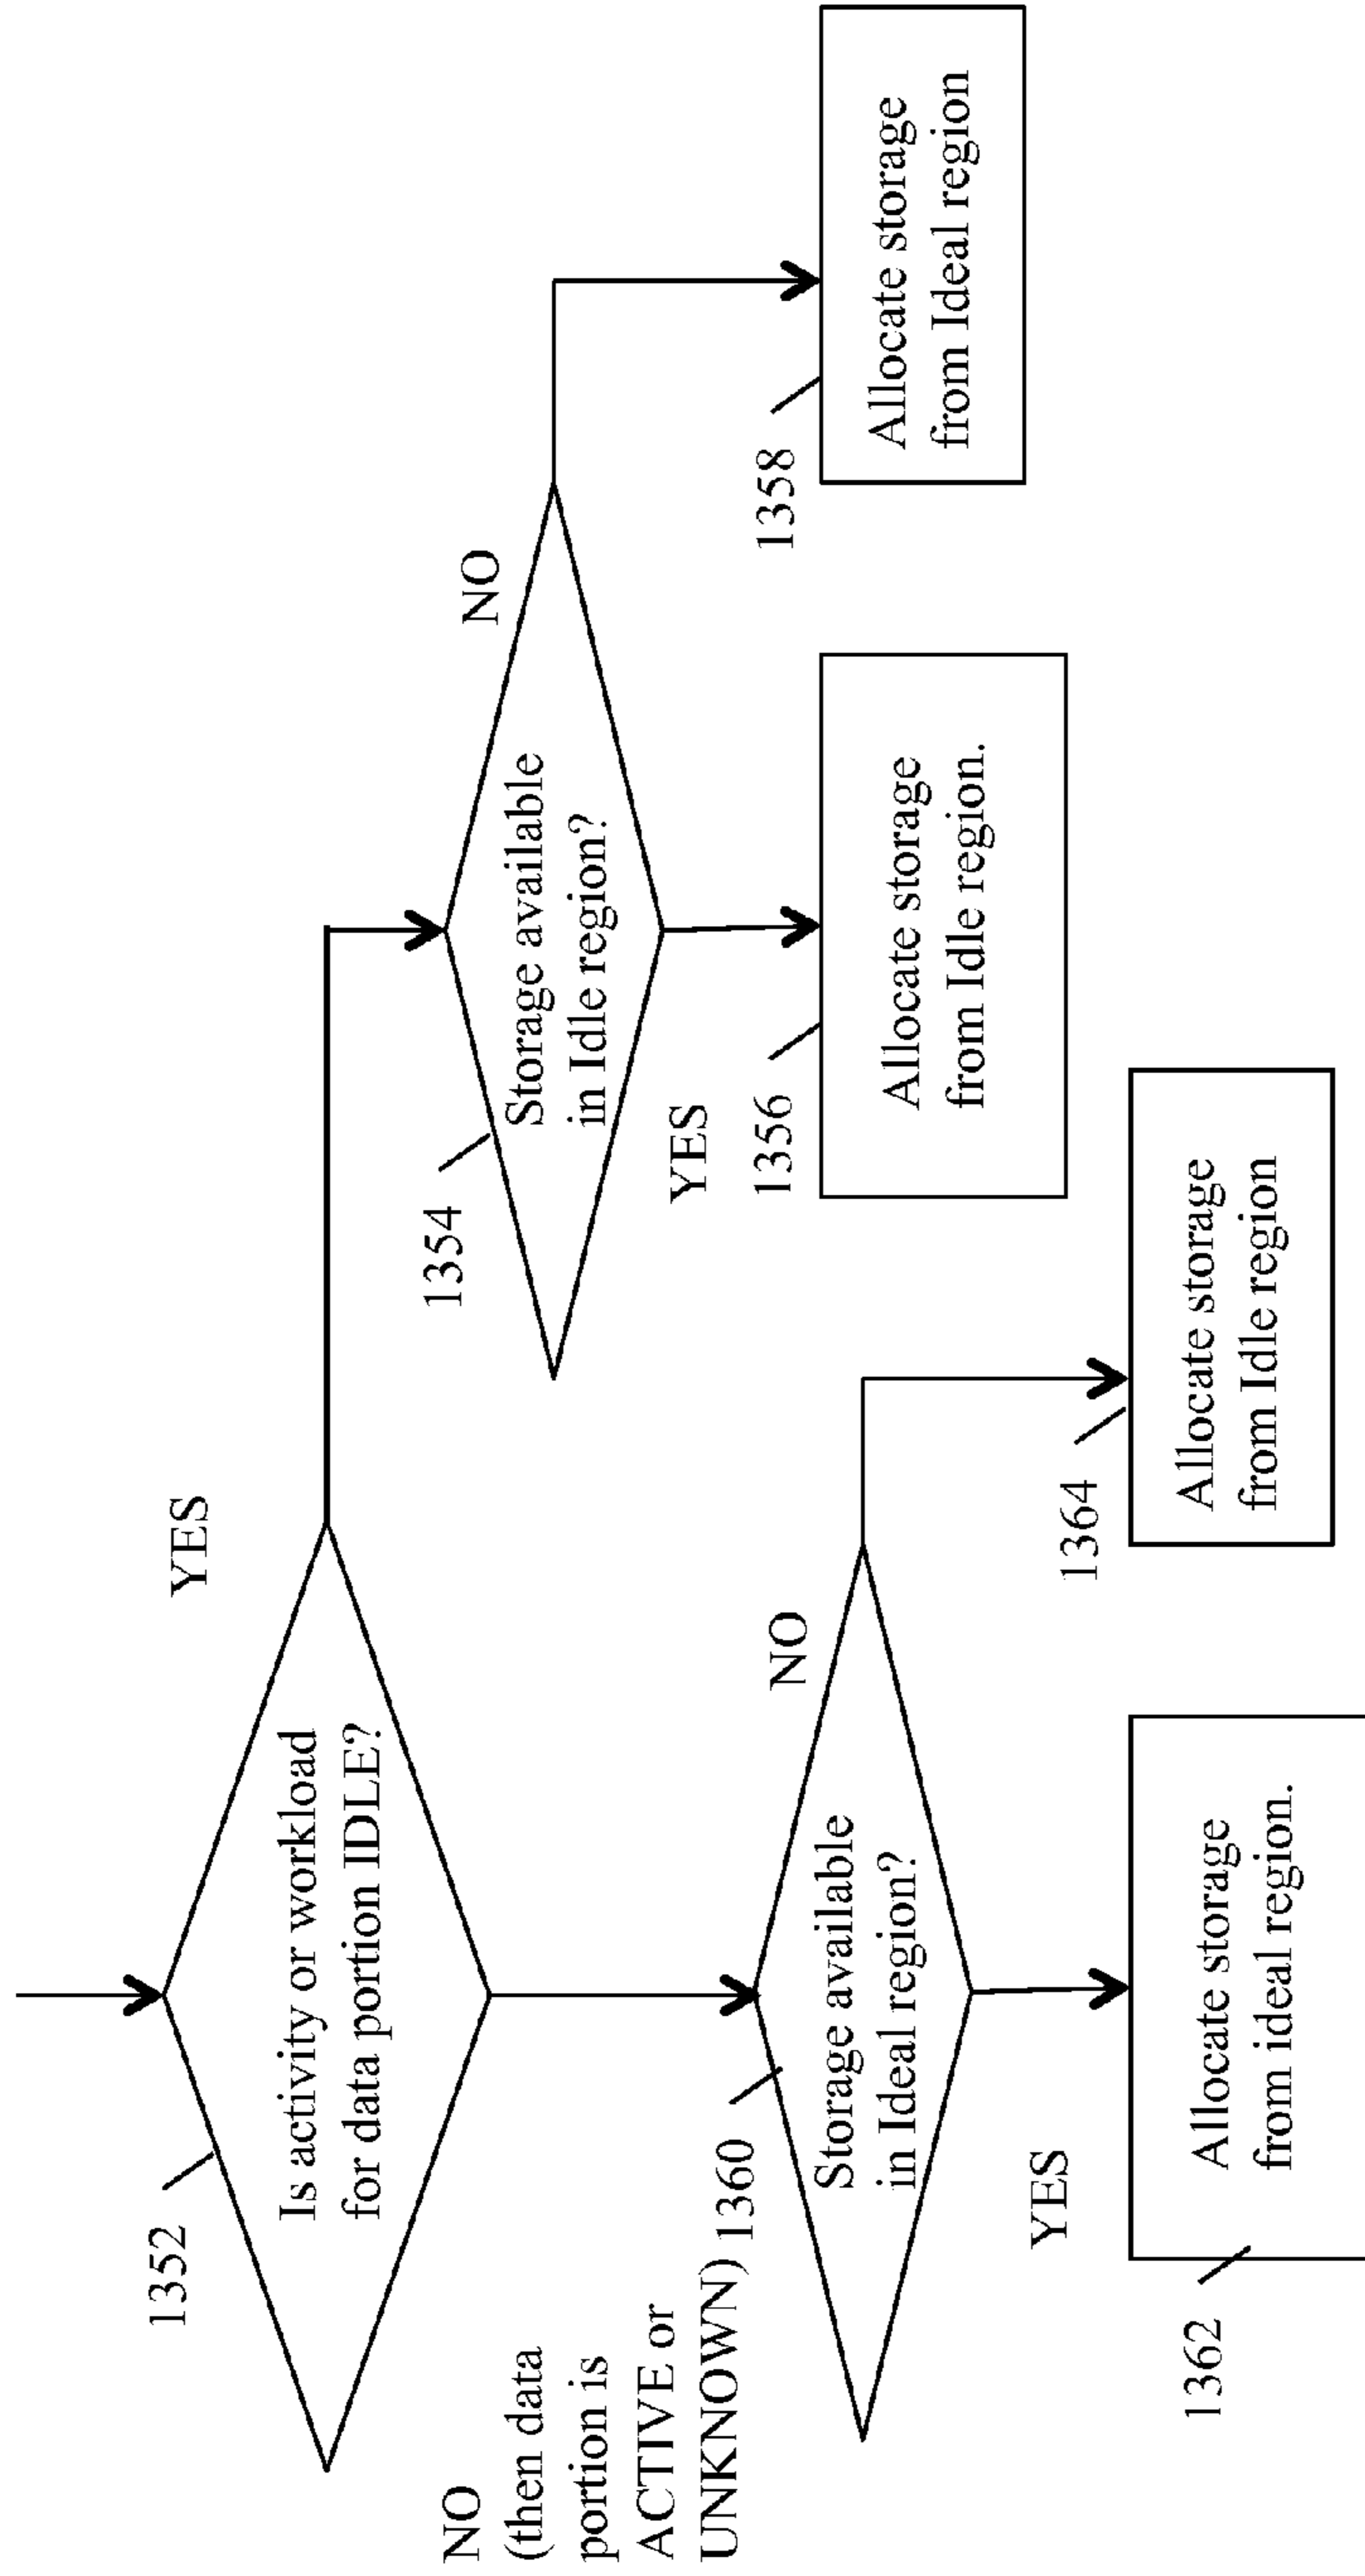 1352
Is activity or workload
for data portion IDLE?
YES
NO
(then data
portion is
ACTIVE or
UNKNOWN)
1354
Storage available
in Idle region?
NO
YES
1356
Allocate storage
from Idle region.
1358
Allocate storage
from Ideal region
1360
Storage available
in Ideal region?
NO
YES
1362
Allocate storage
from ideal region.
1364
Allocate storage
from Idle region